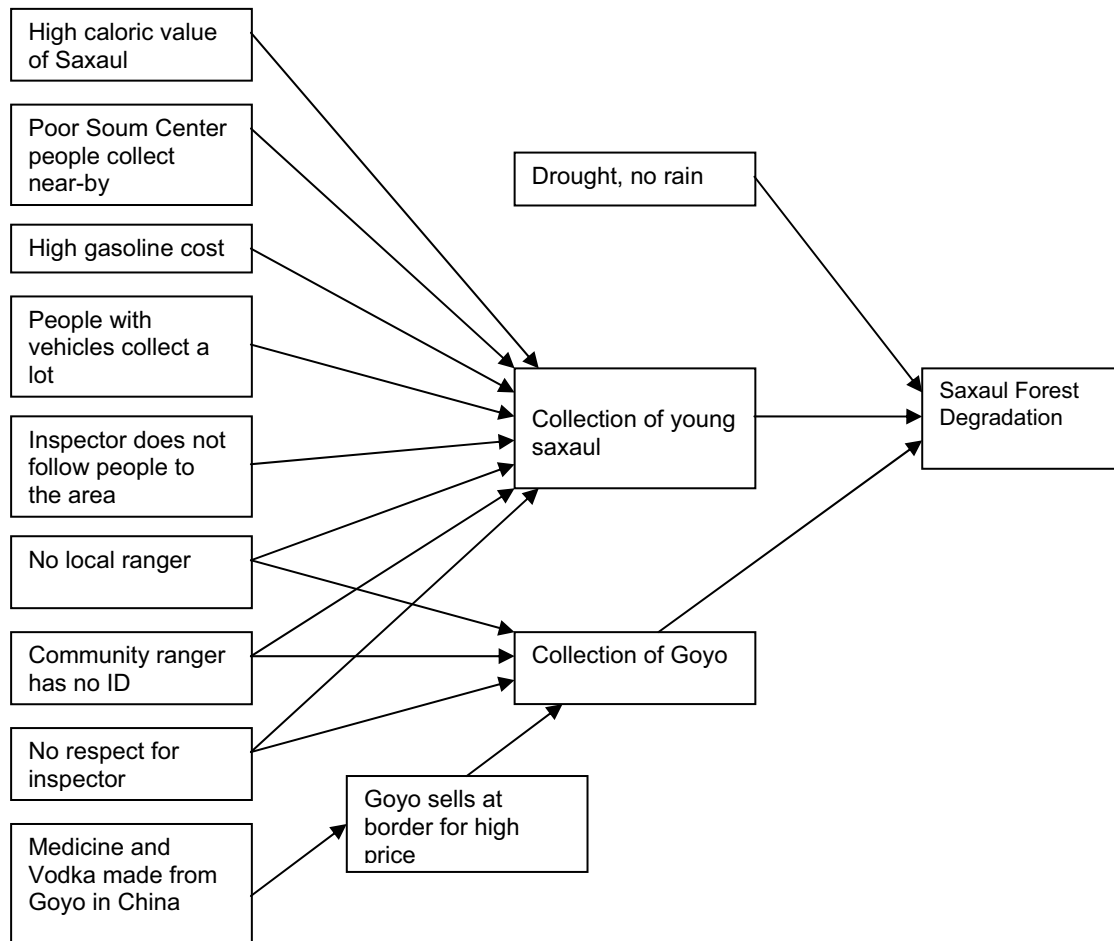 High caloric value
of Saxaul
Poor Soum Center
people collect
near-by
Drought, no rain
High gasoline cost
People with
vehicles collect a
lot
Collection of young
saxaul
Saxaul Forest
Degradation
Inspector does not
follow people to
the area
No local ranger
Community ranger
has no ID
Collection of Goyo
No respect for
inspector
Goyo sells at
border for high
price
Medicine and
Vodka made from
Goyo in China